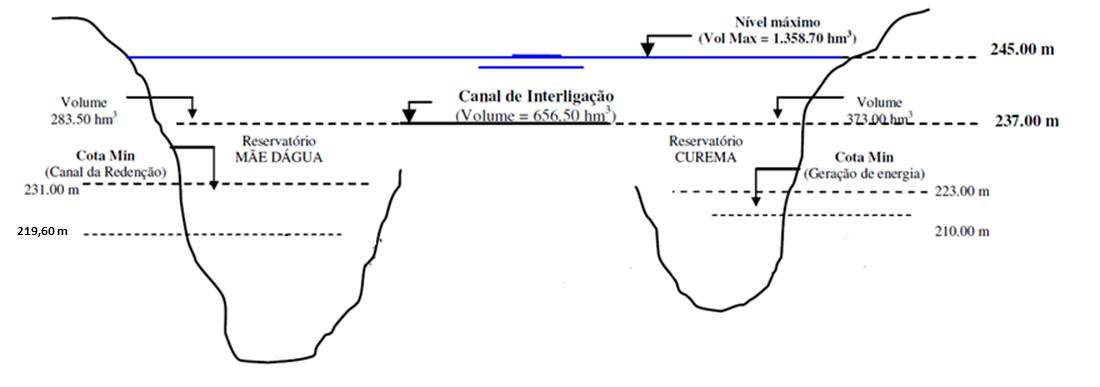 Nível máximo
(Vol Max = 1.358.70 hm³)
245.00 m
Canal de Interligação
(Volume = 656.50 hm³)
Volume
283.50 hm³
Volume
373.00 hm³
237.00 m
Reservatório
MÃE DÁGUA
Reservatório
CUREMA
Cota Min
(Canal da Redenção)
231.00 m
Cota Min
(Geração de energia)
223.00 m
219,60 m
210.00 m